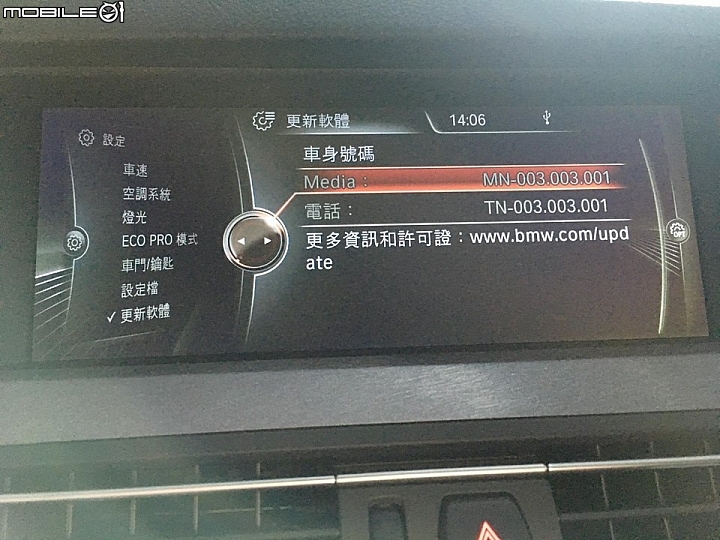 MOBILE01
更新軟體
14:06
設定
車速
空調系統
燈光
ECO PRO 模式
車門/鑰匙
設定檔
更新軟體
車身號碼
Media： MN-003.003.001
電話： TN-003.003.001
更多資訊和許可證：www.bmw.com/upd
ate
OPT